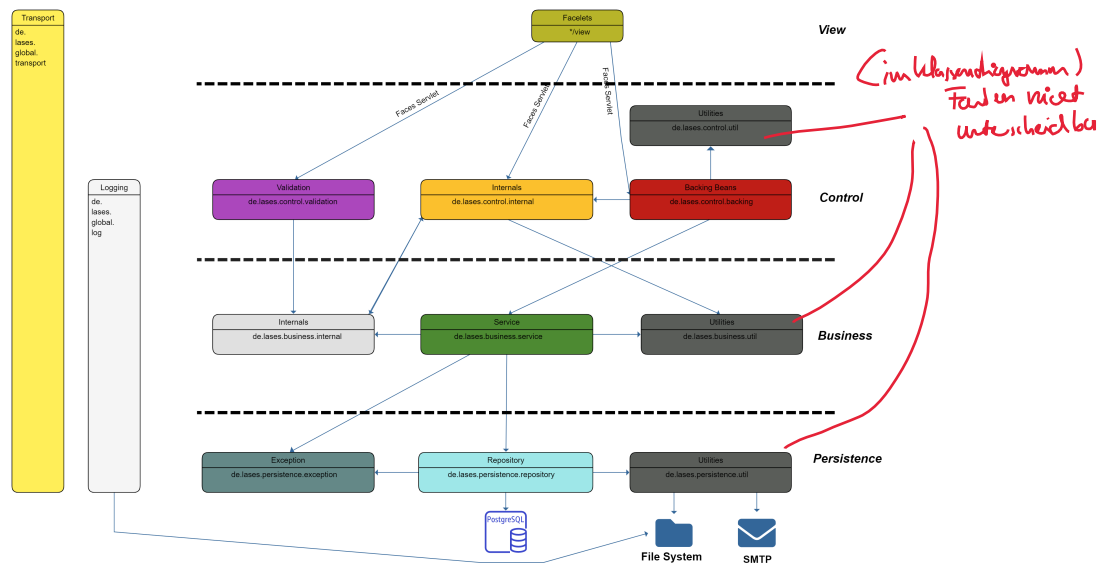 Transport
de.
lases.
global.
transport
Logging
de.
lases.
global.
log
Facelets
*/view
View
Faces Servlet
Faces Servlet
Faces Servlet
(im Klassendiagramm)
Farben nicht
unterscheidbar
Utilities
de.lases.control.util
Validation
de.lases.control.validation
Internals
de.lases.control.internal
Backing Beans
de.lases.control.backing
Control
Internals
de.lases.business.internal
Service
de.lases.business.service
Utilities
de.lases.business.util
Business
Exception
de.lases.persistence.exception
Repository
de.lases.persistence.repository
Utilities
de.lases.persistence.util
Persistence
PostgreSQL
File System
SMTP